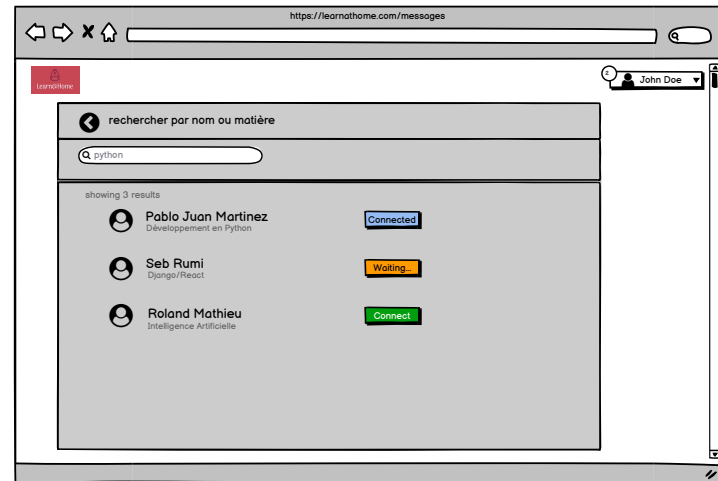 https://learnathome.com/messages
Learn@Home
2
John Doe
rechercher par nom ou matière
python
showing 3 results
Pablo Juan Martinez
Développement en Python
Connected
Seb Rumi
Django/React
Waiting...
Roland Mathieu
Intelligence Artificielle
Connect